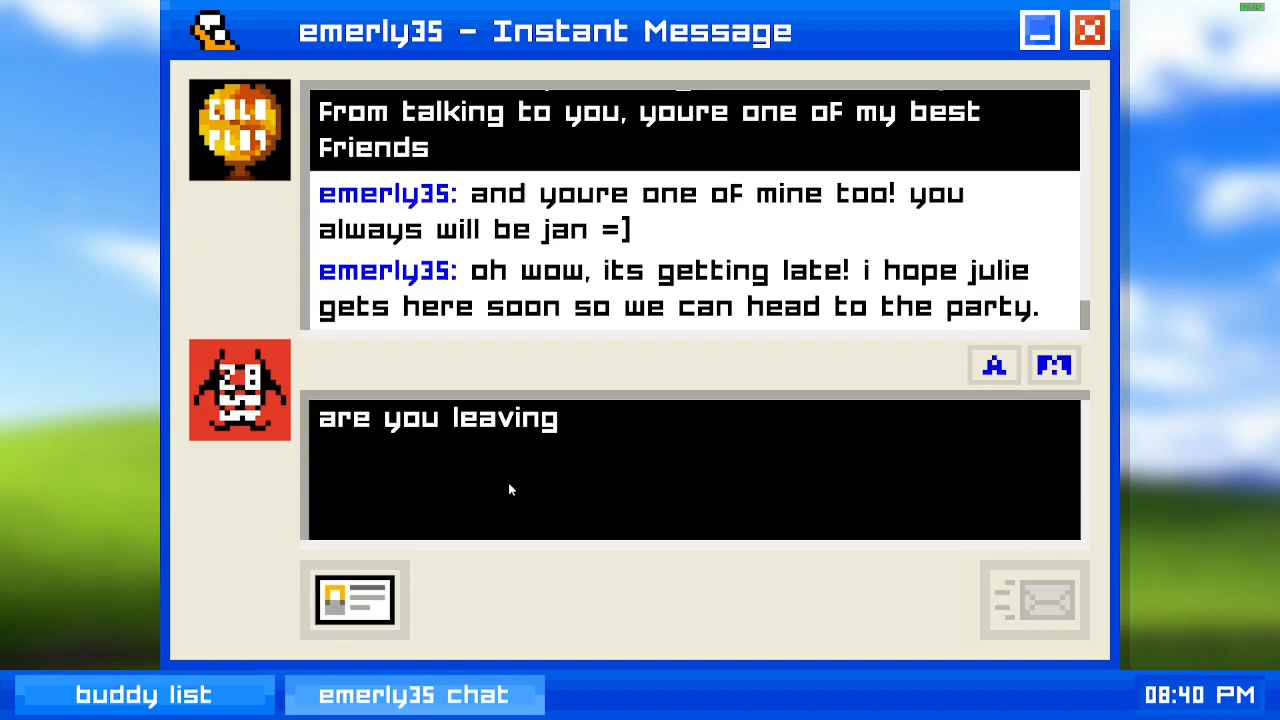 emerly35 - Instant Message
COLD
PLAY
From talking to you, youre one of my best
friends
emerly35: and youre one of mine too! you
always will be jan =]
emerly35: oh wow, its getting late! i hope julie
gets here soon so we can head to the party.
A
are you leaving
buddy list
emerly35 chat
08:40 PM